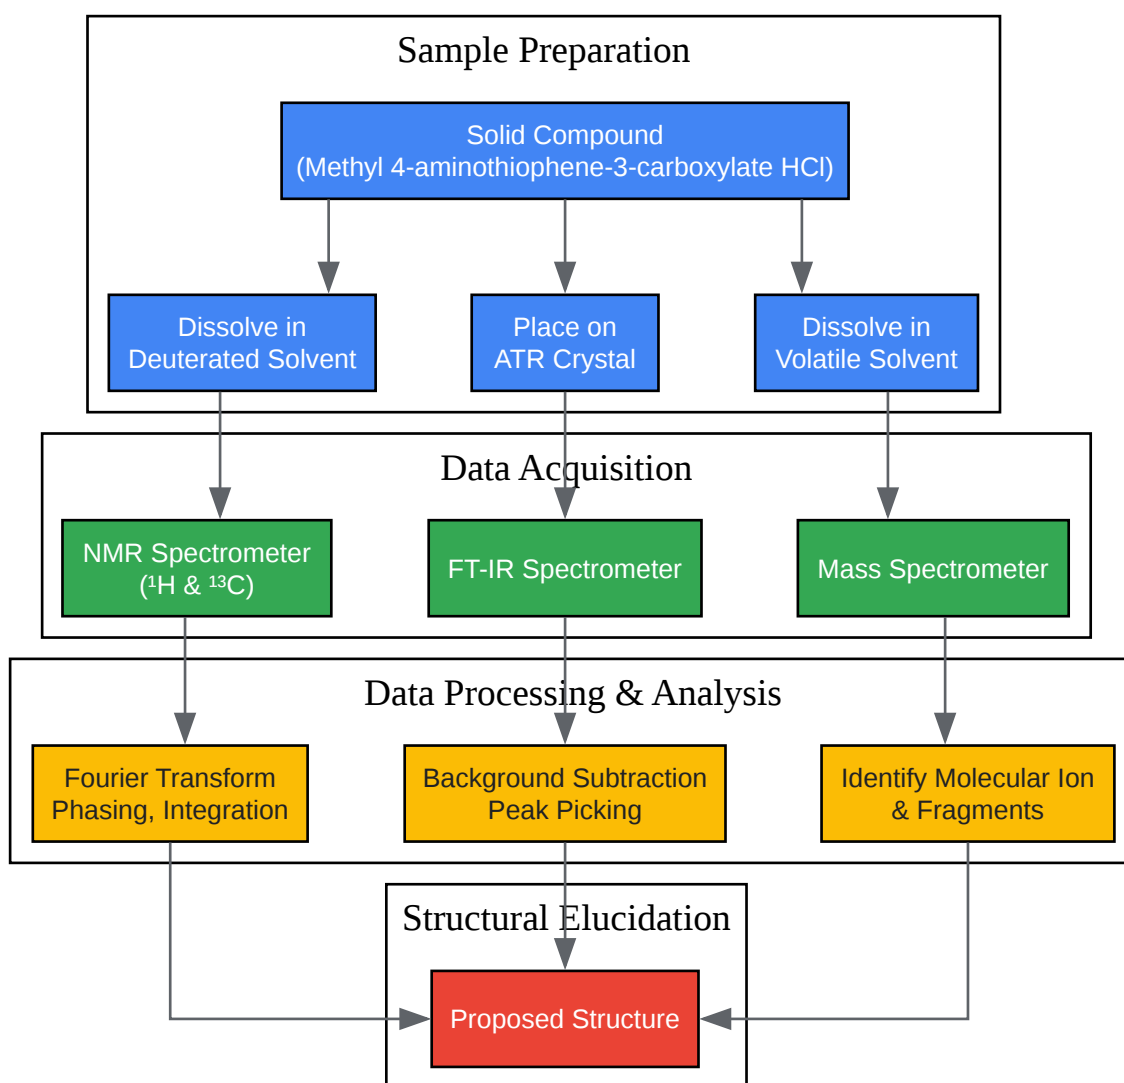 Sample Preparation
Solid Compound
(Methyl 4-aminothiophene-3-carboxylate HCl)
Dissolve in
Deuterated Solvent
Place on
ATR Crystal
Dissolve in
Volatile Solvent
Data Acquisition
NMR Spectrometer
(¹H & ¹³C)
FT-IR Spectrometer
Mass Spectrometer
Data Processing & Analysis
Fourier Transform
Phasing, Integration
Background Subtraction
Peak Picking
Identify Molecular Ion
& Fragments
Structural Elucidation
Proposed Structure